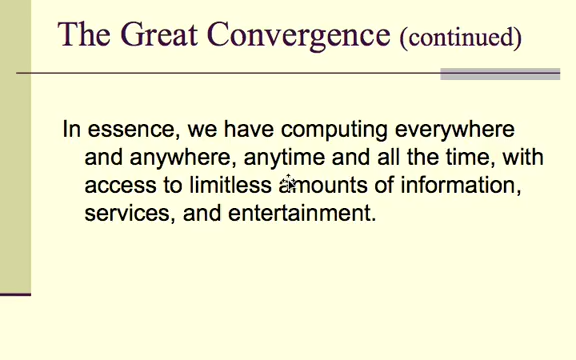 The Great Convergence (continued)
In essence, we have computing everywhere
and anywhere, anytime and all the time, with
access to limitless amounts of information,
services, and entertainment.